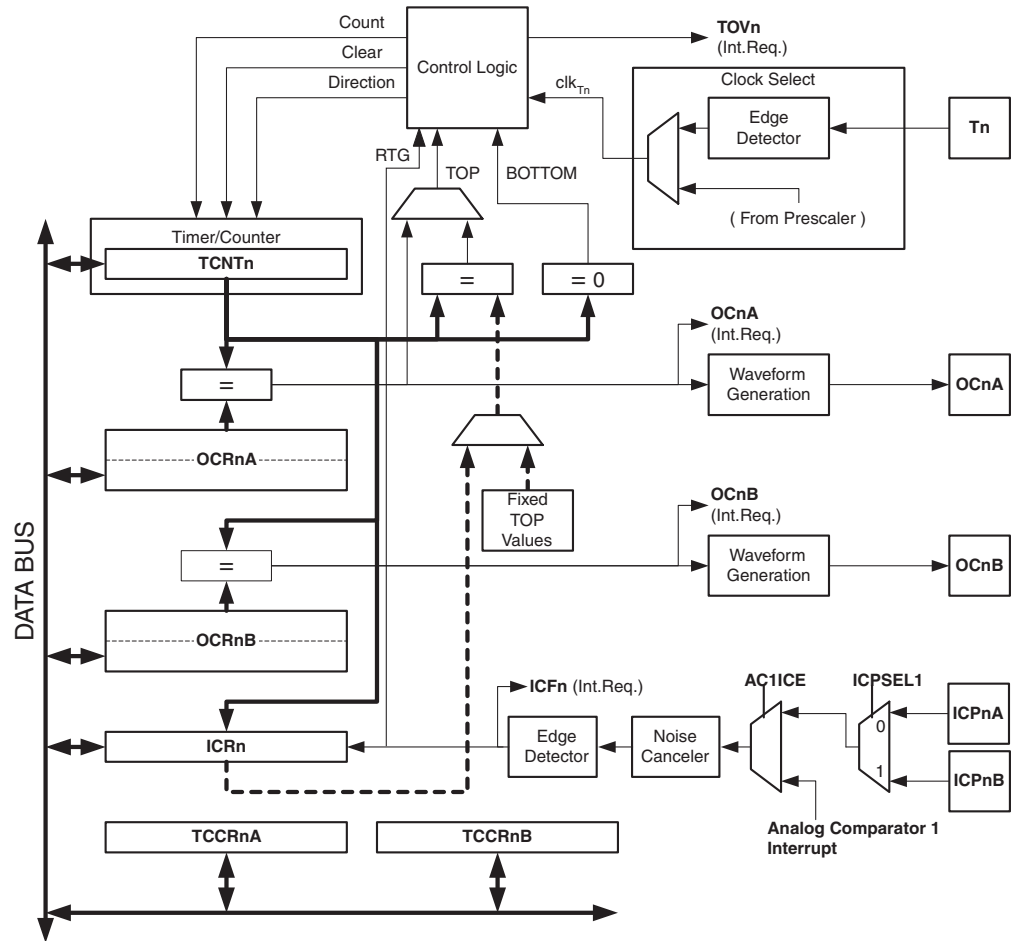 Count
Clear
Direction
Control Logic
TOVn
(Int.Req.)
clkTn
Clock Select
Edge
Detector
Tn
( From Prescaler )
RTG
TOP
BOTTOM
Timer/Counter
TCNTn
=
= 0
OCnA
(Int.Req.)
=
Waveform
Generation
OCnA
OCRnA
Fixed
TOP
Values
OCnB
(Int.Req.)
=
Waveform
Generation
OCnB
OCRnB
DATA BUS
ICFn (Int.Req.)
AC1ICE
ICPSEL1
ICPnA
0
ICRn
Edge
Detector
Noise
Canceler
1
ICPnB
Analog Comparator 1
Interrupt
TCCRnA
TCCRnB